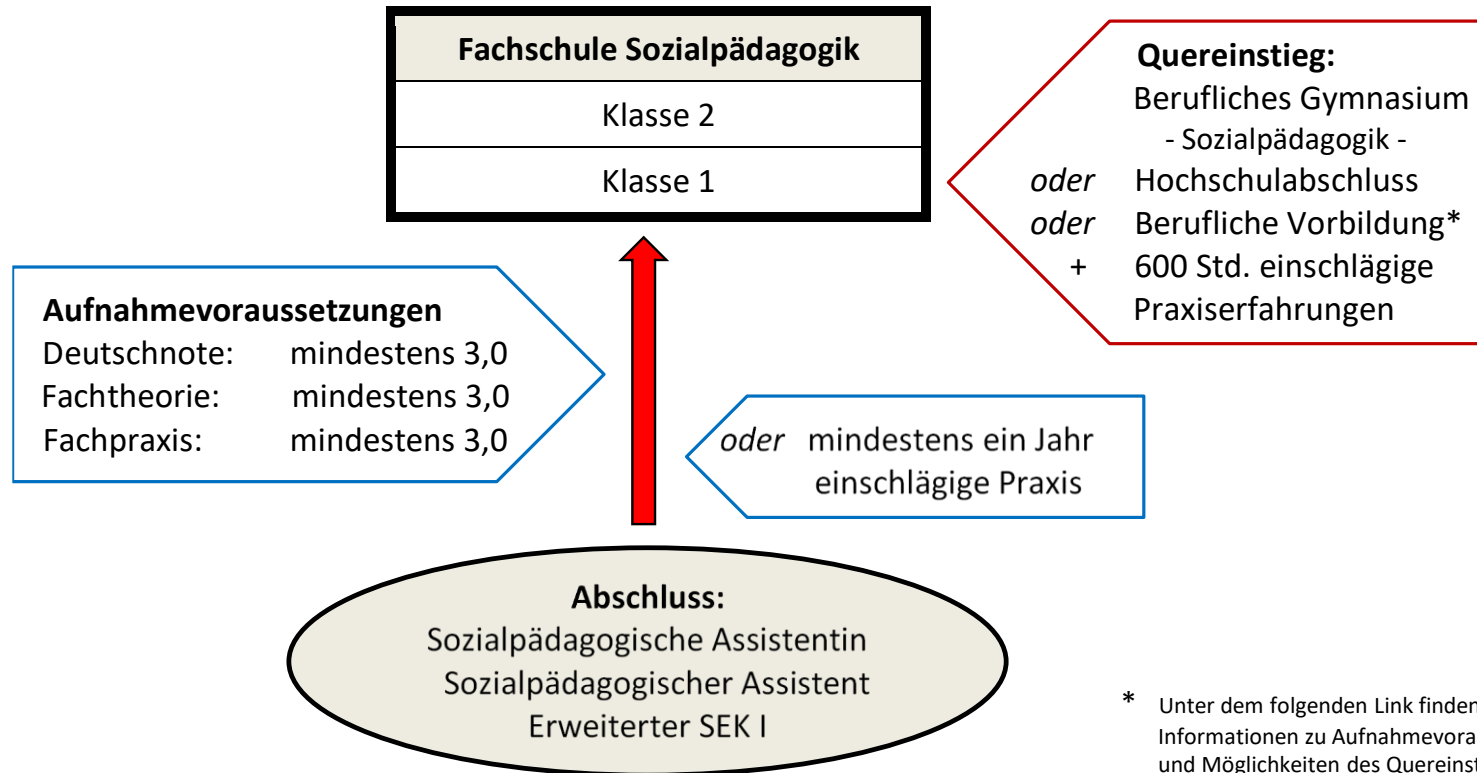 Fachschule Sozialpädagogik
Klasse 2
Klasse 1
Quereinstieg:
Berufliches Gymnasium
- Sozialpädagogik -
oder Hochschulabschluss
oder Berufliche Vorbildung*
+ 600 Std. einschlägige
Praxiserfahrungen
Aufnahmevoraussetzungen
Deutschnote: mindestens 3,0
Fachtheorie: mindestens 3,0
Fachpraxis: mindestens 3,0
oder mindestens ein Jahr
einschlägige Praxis
Abschluss:
Sozialpädagogische Assistentin
Sozialpädagogischer Assistent
Erweiterter SEK I
* Unter dem folgenden Link finden
Informationen zu Aufnahmevora
und Möglichkeiten des Quereinst